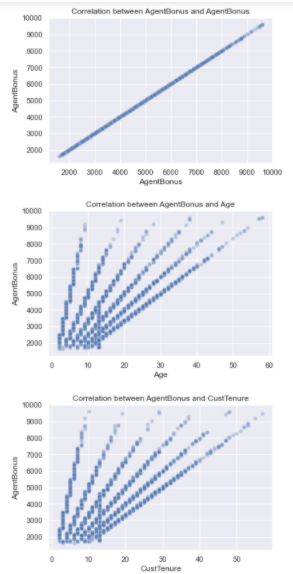 Correlation between AgentBonus and AgentBonus
10000
9000
8000
7000
6000
5000
4000
3000
2000
AgentBonus
2000 3000 4000 5000 6000 7000 8000 9000 10000
AgentBonus
Correlation between AgentBonus and Age
10000
9000
8000
7000
6000
5000
4000
3000
2000
AgentBonus
0 10 20 30 40 50 60
Age
Correlation between AgentBonus and CustTenure
10000
9000
8000
7000
6000
5000
4000
3000
2000
AgentBonus
0 10 20 30 40 50
CustTenure